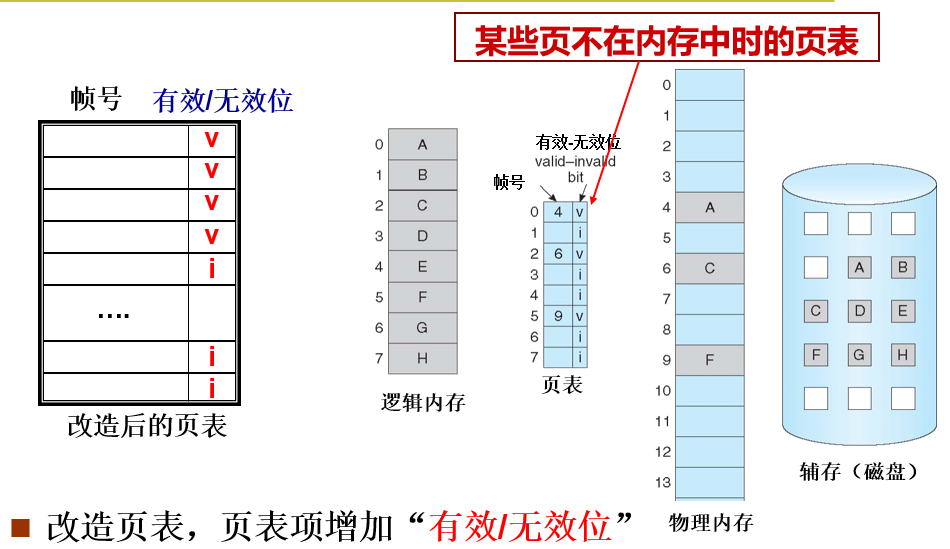 某些页不在内存中时的页表
帧号 有效/无效位
v
v
v
v
i
....
i
i
改造后的页表
0 A
1 B
2 C
3 D
4 E
5 F
6 G
7 H
逻辑内存
有效-无效位
valid–invalid
bit
帧号
0 4 v
1 i
2 6 v
3 i
4 i
5 9 v
6 i
7 i
页表
0
1
2
3
4 A
5
6 C
7
8
9 F
10
11
12
13
物理内存
A B
C D E
F G H
辅存（磁盘）
改造页表，页表项增加“有效/无效位”